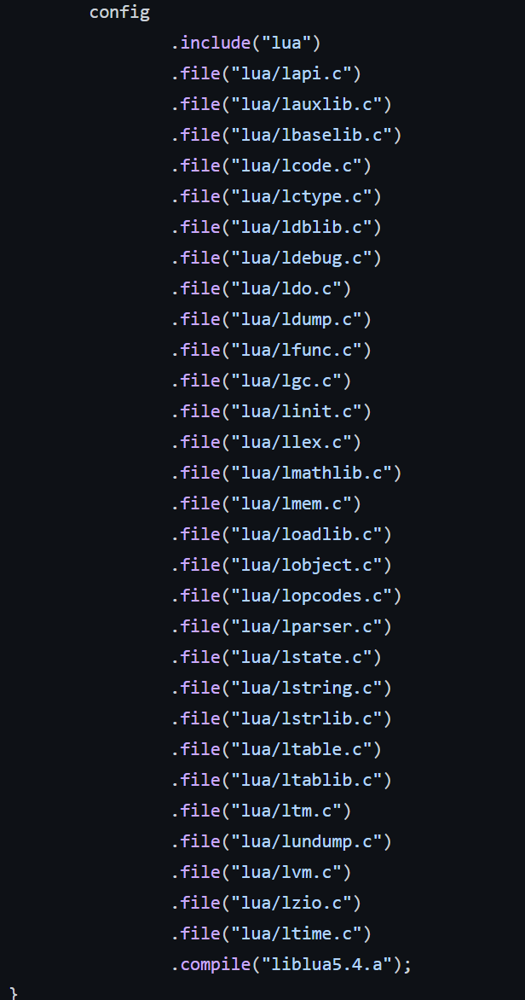 config
.include("lua")
.file("lua/lapi.c")
.file("lua/lauxlib.c")
.file("lua/lbaselib.c")
.file("lua/lcode.c")
.file("lua/lctype.c")
.file("lua/ldblib.c")
.file("lua/ldebug.c")
.file("lua/ldo.c")
.file("lua/ldump.c")
.file("lua/lfunc.c")
.file("lua/lgc.c")
.file("lua/linit.c")
.file("lua/llex.c")
.file("lua/lmathlib.c")
.file("lua/lmem.c")
.file("lua/loadlib.c")
.file("lua/lobject.c")
.file("lua/lopcodes.c")
.file("lua/lparser.c")
.file("lua/lstate.c")
.file("lua/lstring.c")
.file("lua/lstrlib.c")
.file("lua/ltable.c")
.file("lua/ltablib.c")
.file("lua/ltm.c")
.file("lua/lundump.c")
.file("lua/lvm.c")
.file("lua/lzio.c")
.file("lua/ltime.c")
.compile("liblua5.4.a");
}